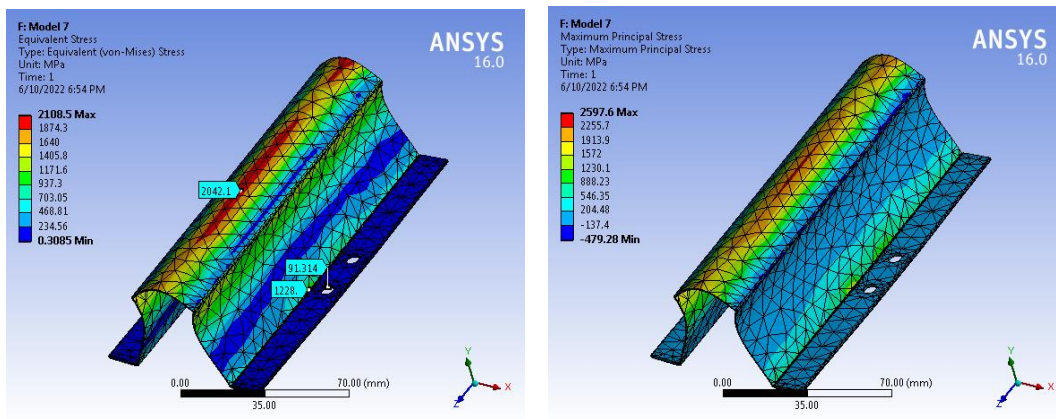 F: Model 7
Equivalent Stress
Type: Equivalent (von-Mises) Stress
Unit: MPa
Time: 1
6/10/2022 6:54 PM
ANSYS
16.0
2108.5 Max
1874.3
1640
1405.8
1171.6
937.3
703.05
468.81
234.56
0.3085 Min
2042.1
91.314
1228.
0.00
70.00 (mm)
35.00
Y
X
Z
F: Model 7
Maximum Principal Stress
Type: Maximum Principal Stress
Unit: MPa
Time: 1
6/10/2022 6:54 PM
ANSYS
16.0
2597.6 Max
2255.7
1913.9
1572
1230.1
888.23
546.35
204.48
-137.4
-479.28 Min
0.00
70.00 (mm)
35.00
Y
X
Z